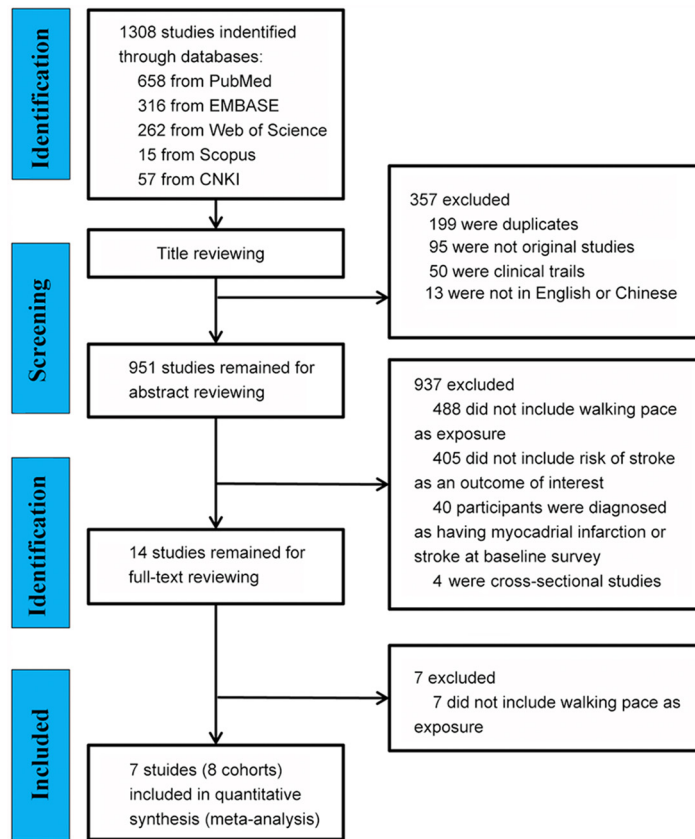 Identification
1308 studies indentified
through databases:
658 from PubMed
316 from EMBASE
262 from Web of Science
15 from Scopus
57 from CNKI
Screening
Title reviewing
357 excluded
199 were duplicates
95 were not original studies
50 were clinical trails
13 were not in English or Chinese
951 studies remained for
abstract reviewing
937 excluded
488 did not include walking pace
as exposure
405 did not include risk of stroke
as an outcome of interest
40 participants were diagnosed
as having myocadrial infarction or
stroke at baseline survey
4 were cross-sectional studies
Identification
14 studies remained for
full-text reviewing
7 excluded
7 did not include walking pace as
exposure
Included
7 stuides (8 cohorts)
included in quantitative
synthesis (meta-analysis)